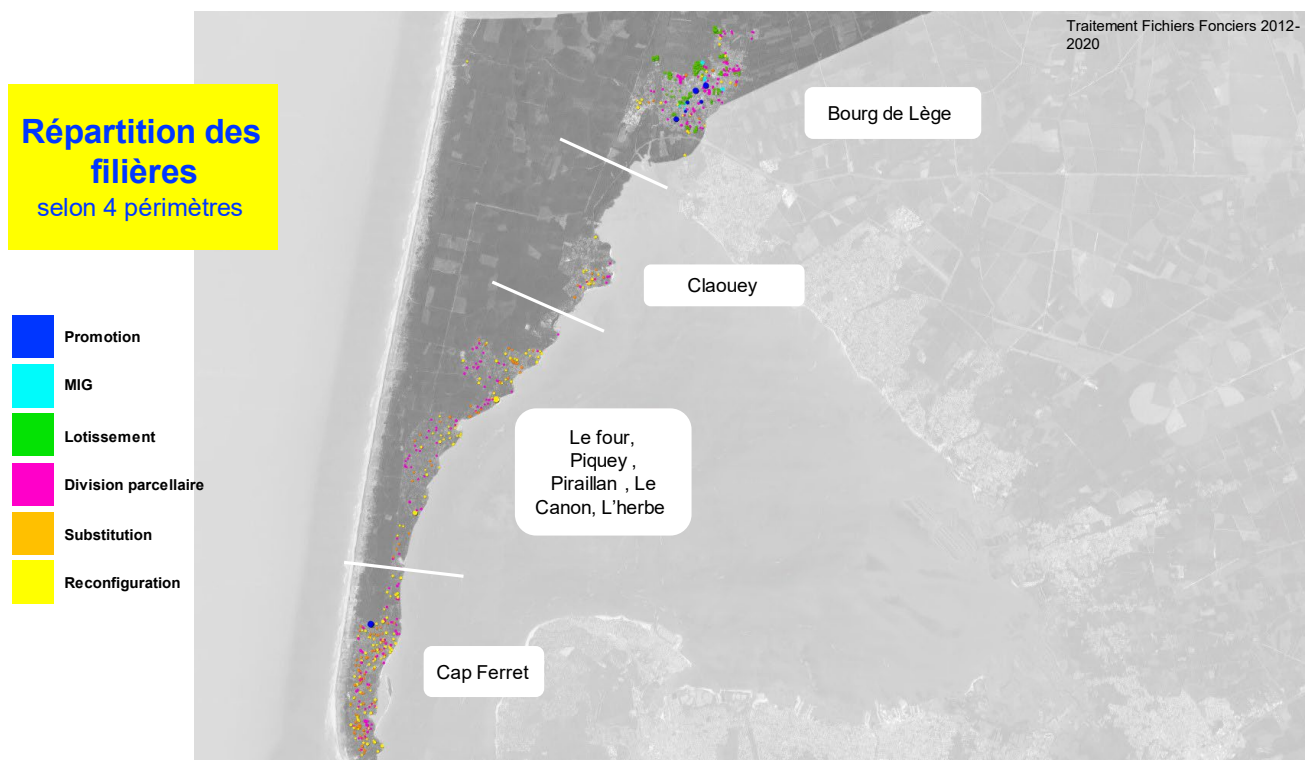 Traitement Fichiers Fonciers 2012-
2020
Répartition des
filières
selon 4 périmètres
Bourg de Lège
Claouey
Promotion
MIG
Lotissement
Division parcellaire
Substitution
Reconfiguration
Le four,
Piquey ,
Piraillan , Le
Canon, L'herbe
Cap Ferret